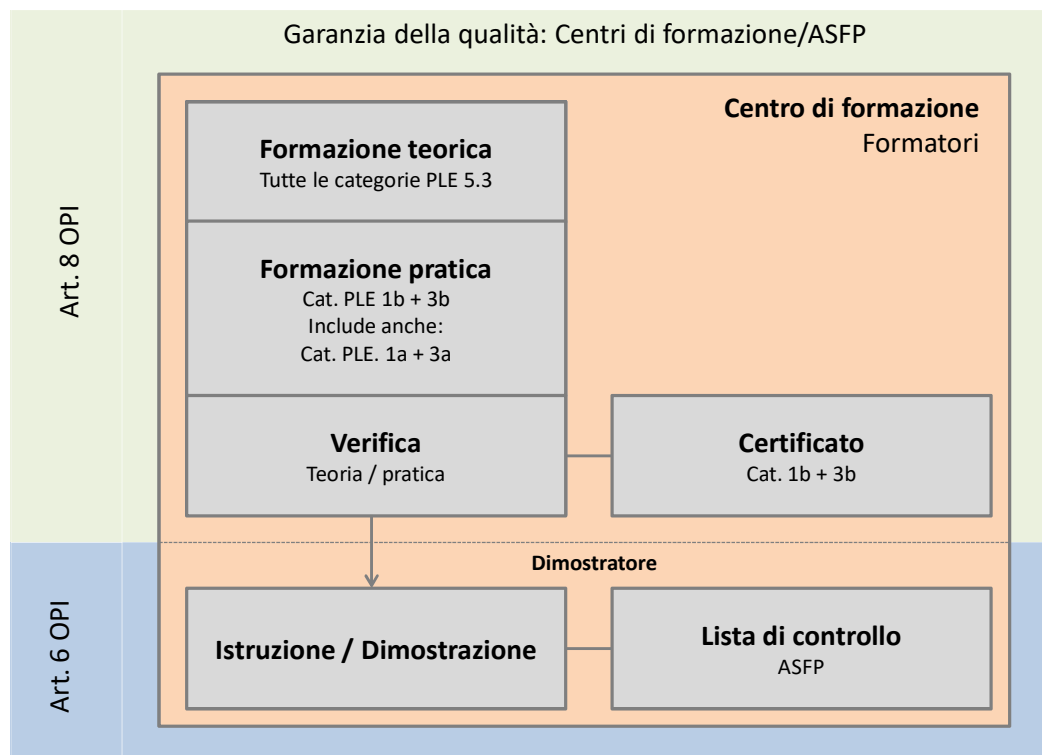 Garanzia della qualità: Centri di formazione/ASFP
Centro di formazione
Formatori
Art. 8 OPI
Formazione teorica
Tutte le categorie PLE 5.3
Formazione pratica
Cat. PLE 1b + 3b
Include anche:
Cat. PLE. 1a + 3a
Verifica
Teoria / pratica
Certificato
Cat. 1b + 3b
Dimostratore
Art. 6 OPI
Istruzione / Dimostrazione
Lista di controllo
ASFP